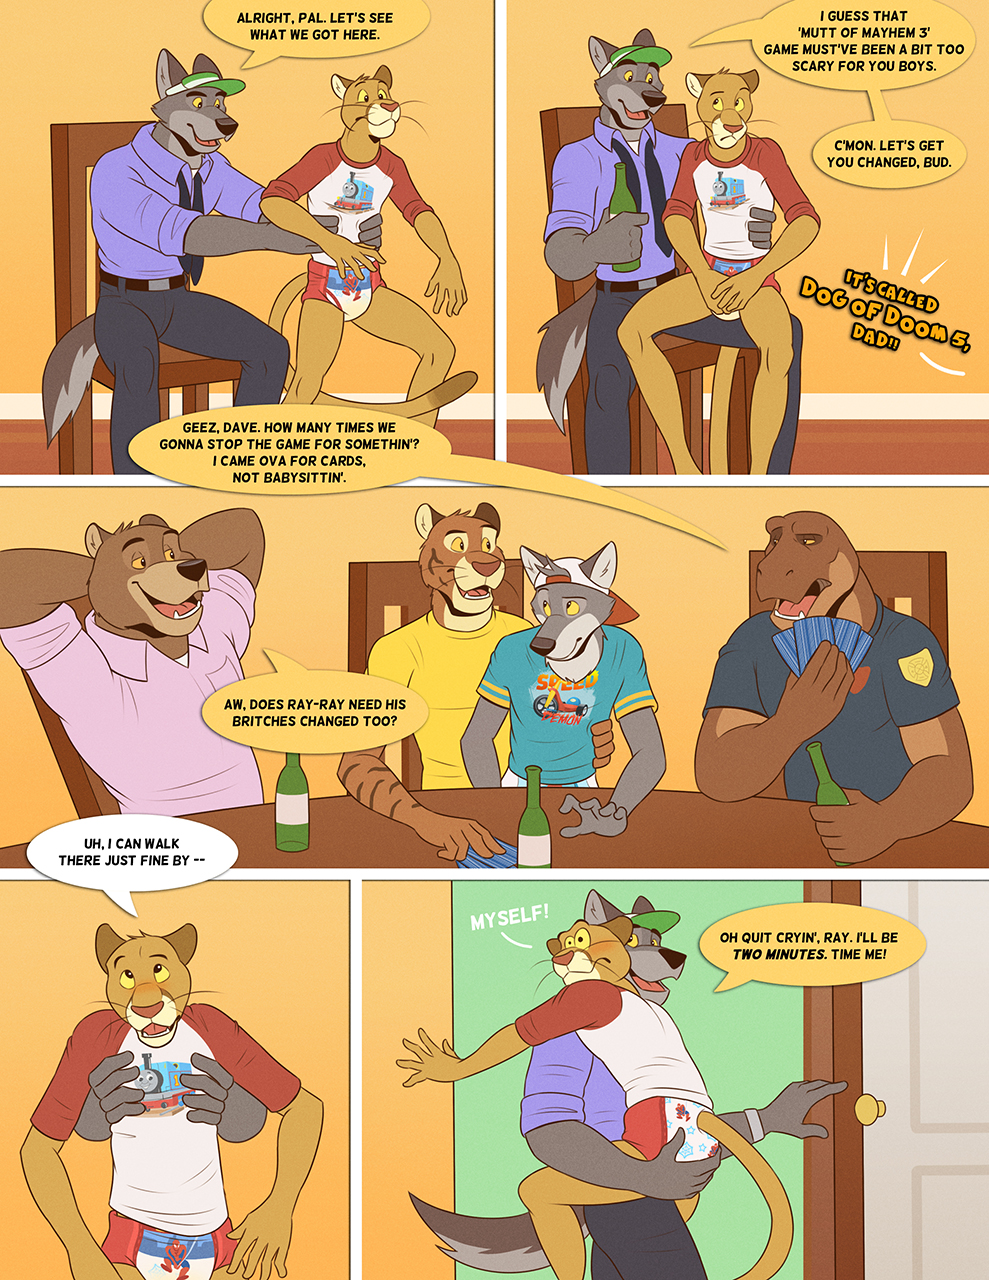 ALRIGHT, PAL. LET'S SEE
WHAT WE GOT HERE.
I GUESS THAT
'MUTT OF MAYHEM 3'
GAME MUST'VE BEEN A BIT TOO
SCARY FOR YOU BOYS.
C'MON. LET'S GET
YOU CHANGED, BUD.
IT'S CALLED
DOG OF DOOM 5,
DAD!!
GEEZ, DAVE. HOW MANY TIMES WE
GONNA STOP THE GAME FOR SOMETHIN'?
I CAME OVA FOR CARDS,
NOT BABYSITTIN'.
AW, DOES RAY-RAY NEED HIS
BRITCHES CHANGED TOO?
SPEED
DEMON
UH, I CAN WALK
THERE JUST FINE BY --
1
MYSELF!
OH QUIT CRYIN', RAY. I'LL BE
TWO MINUTES. TIME ME!